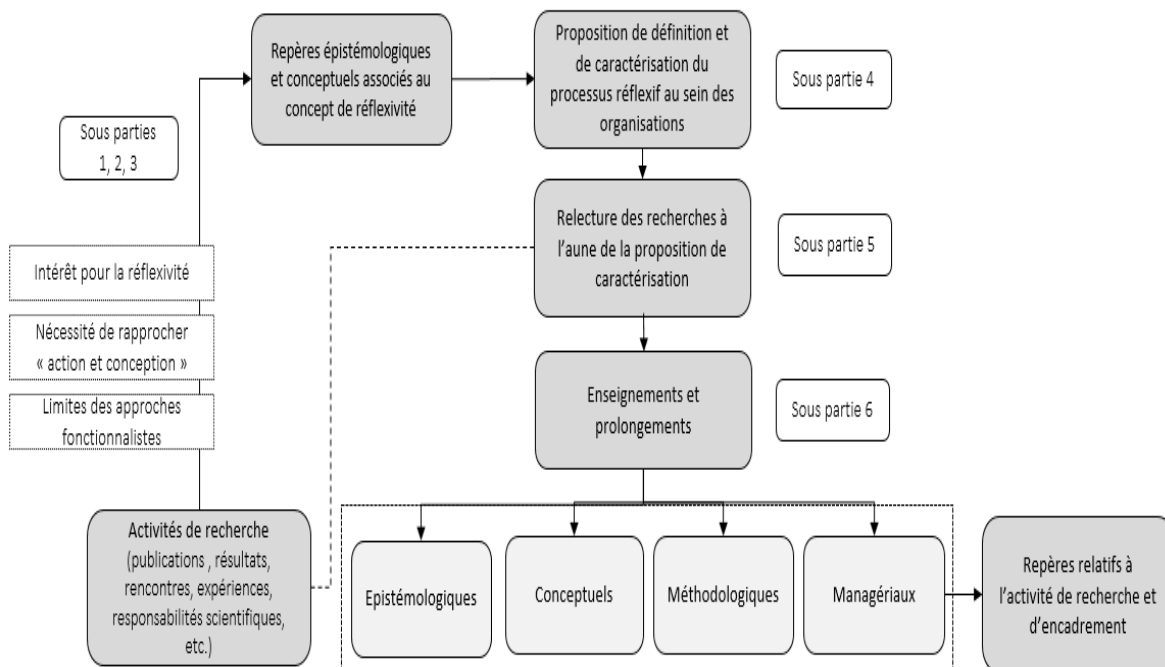 Repères épistémologiques
et conceptuels associés au
concept de réflexivité
Proposition de définition et
de caractérisation du
processus réflexif au sein des
organisations
Sous partie 4
Sous parties
1, 2, 3
Relecture des recherches à
l’aune de la proposition de
caractérisation
Sous partie 5
Intérêt pour la réflexivité
Nécessité de rapprocher
« action et conception »
Limites des approches
fonctionnalistes
Enseignements et
prolongements
Sous partie 6
Activités de recherche
(publications , résultats,
rencontres, expériences,
responsabilités scientifiques,
etc.)
Epistémologiques
Conceptuels
Méthodologiques
Managériaux
Repères relatifs à
l’activité de recherche et
d’encadrement